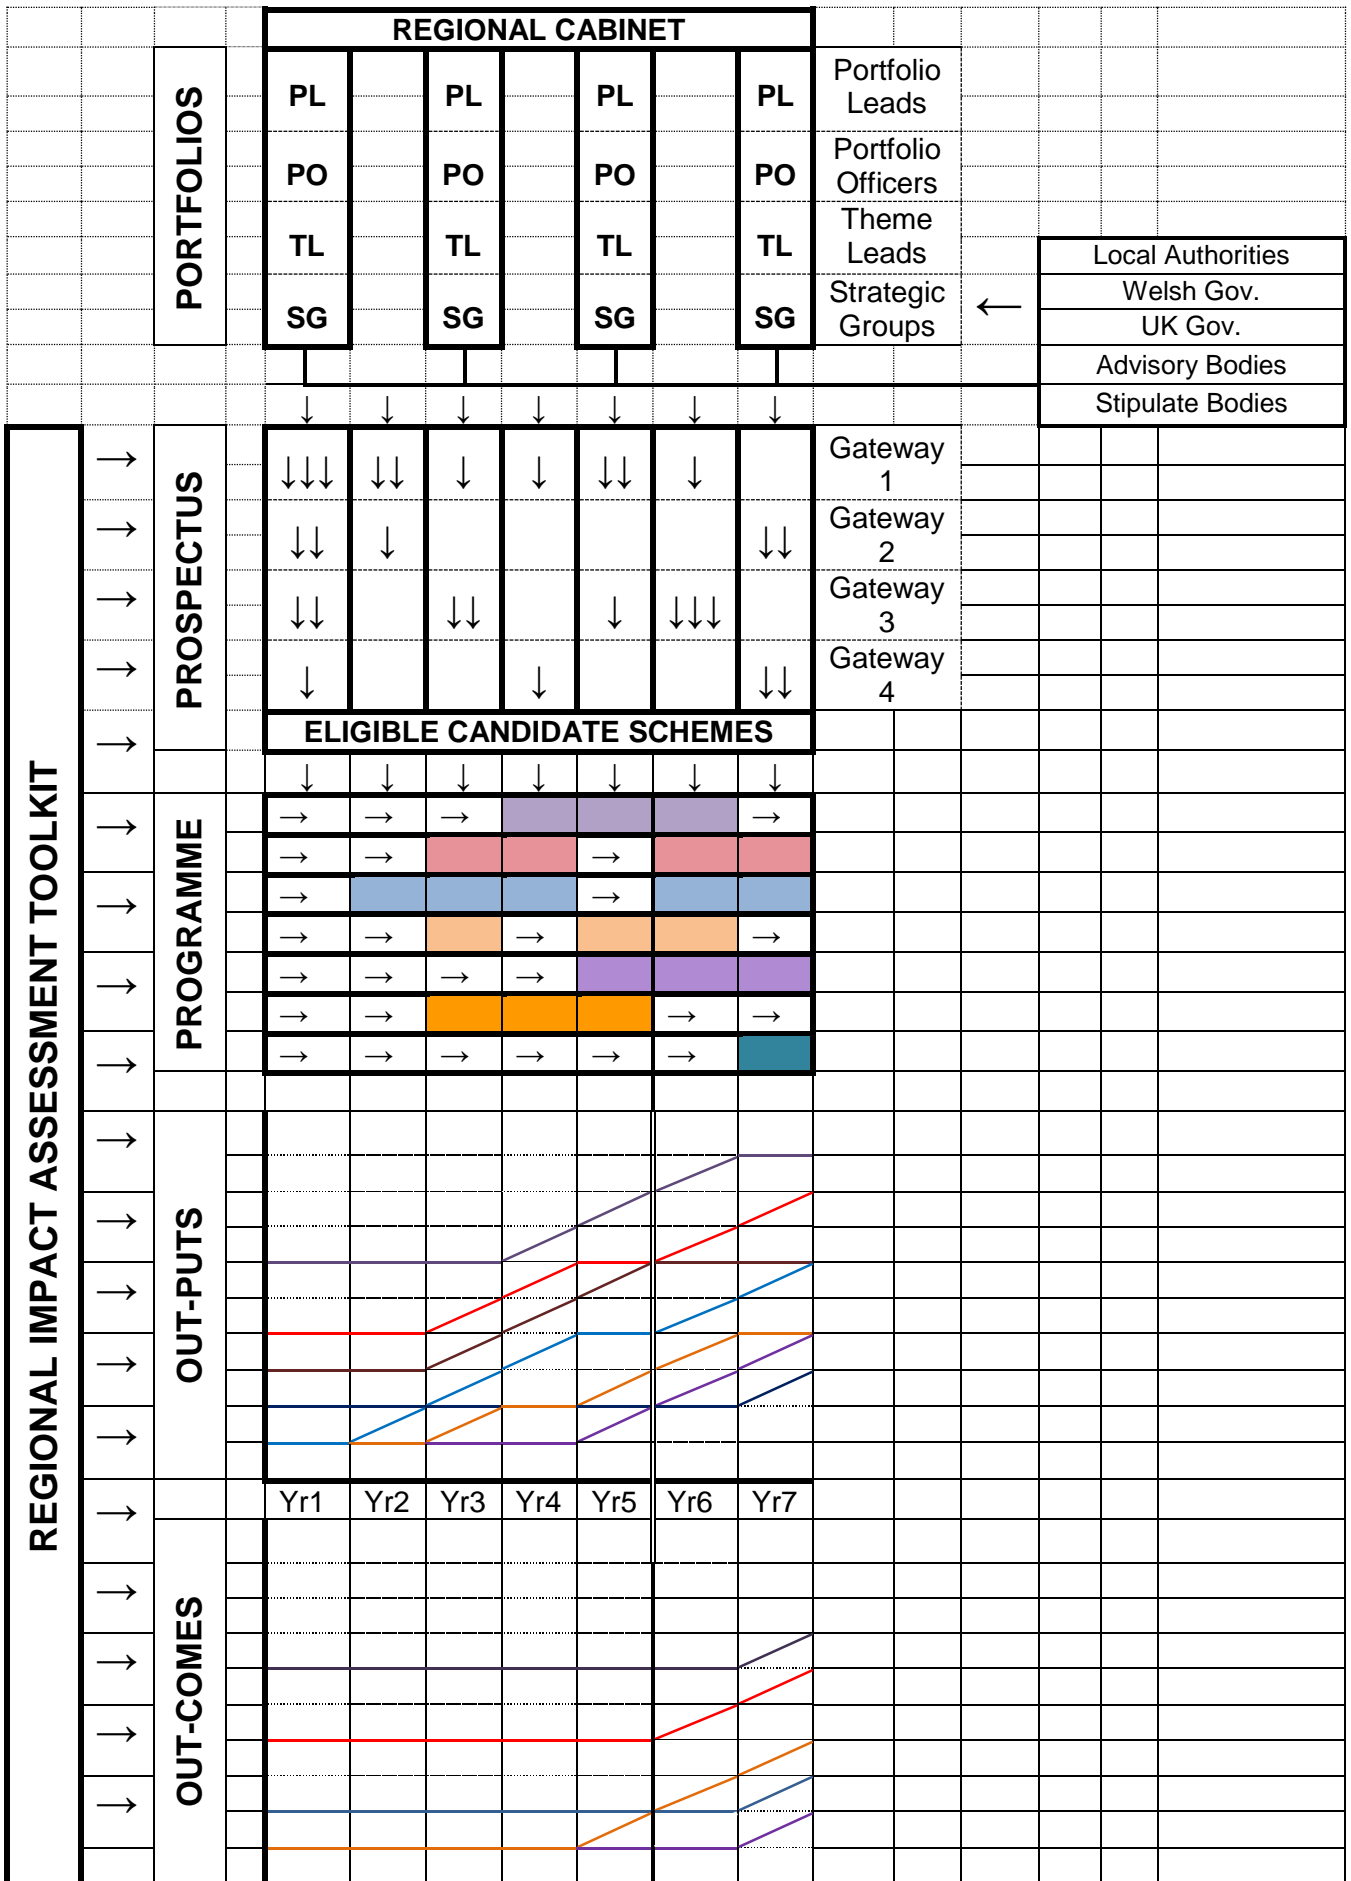 REGIONAL CABINET
PORTFOLIOS
PL PL PL PL
Portfolio
Leads
PO PO PO PO
Portfolio
Officers
TL TL TL TL
Theme
Leads
SG SG SG SG
Strategic
Groups
←
Local Authorities
Welsh Gov.
UK Gov.
Advisory Bodies
Stipulate Bodies
↓ ↓ ↓ ↓ ↓ ↓ ↓
REGIONAL IMPACT ASSESSMENT TOOLKIT
→ → → → → → → → → → → → → → → → → → →
PROSPECTUS
↓↓↓ ↓↓ ↓ ↓ ↓↓ ↓
Gateway
1
↓↓ ↓ ↓↓
Gateway
2
↓↓ ↓↓ ↓ ↓↓↓
Gateway
3
↓ ↓ ↓↓
Gateway
4
ELIGIBLE CANDIDATE SCHEMES
↓ ↓ ↓ ↓ ↓ ↓ ↓
PROGRAMME
→ → → →
→ → →
→ →
→ → → →
→ → → →
→ → → →
→ → → → → →
OUT-PUTS
Yr1 Yr2 Yr3 Yr4 Yr5 Yr6 Yr7
OUT-COMES